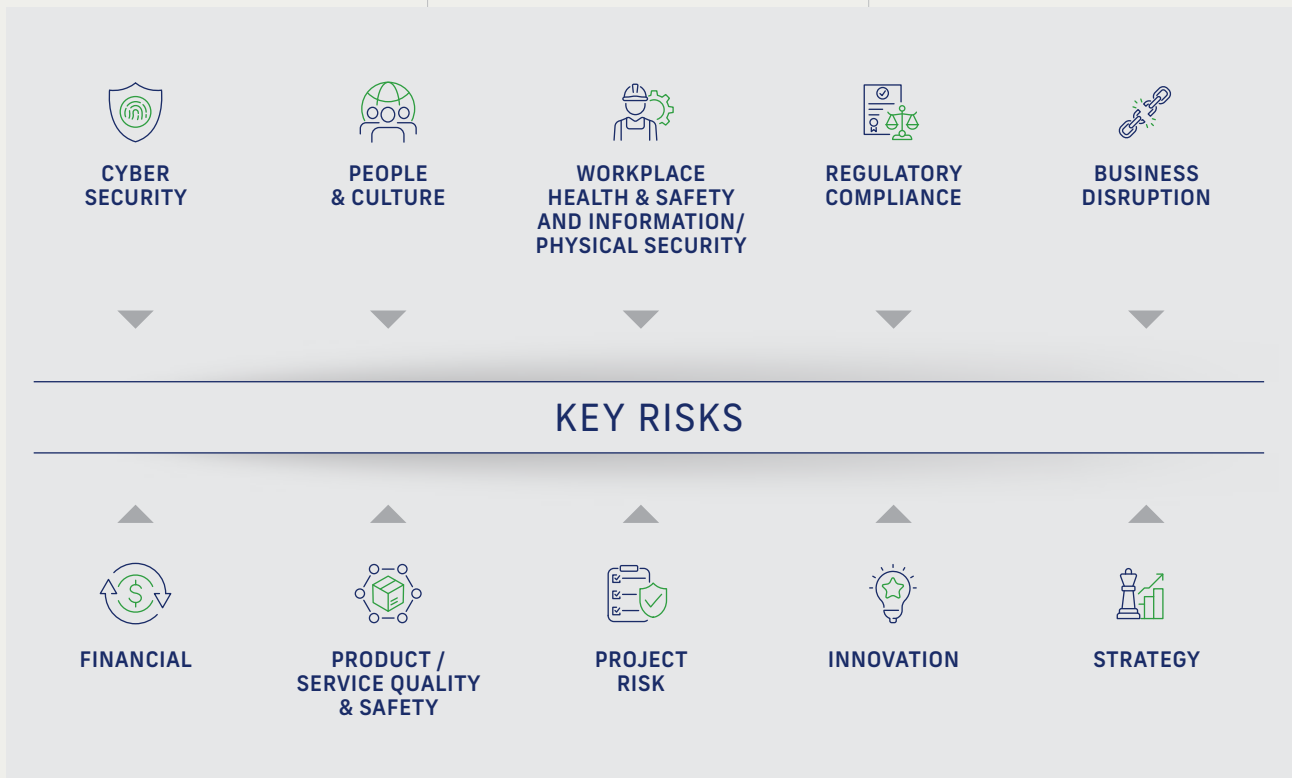 CYBER
SECURITY
PEOPLE
& CULTURE
WORKPLACE
HEALTH & SAFETY
AND INFORMATION/
PHYSICAL SECURITY
REGULATORY
COMPLIANCE
BUSINESS
DISRUPTION
KEY RISKS
FINANCIAL
PRODUCT /
SERVICE QUALITY
& SAFETY
PROJECT
RISK
INNOVATION
STRATEGY